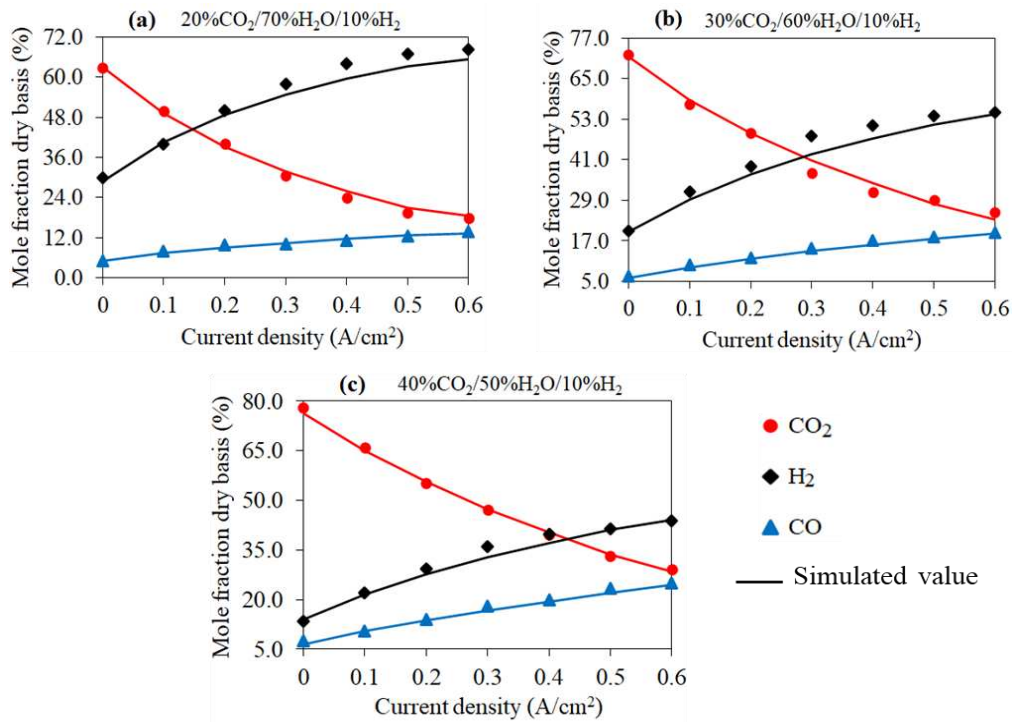 (a) 20%CO₂/70%H₂O/10%H₂
Mole fraction dry basis (%)
72.0
60.0
48.0
36.0
24.0
12.0
0.0
0 0.1 0.2 0.3 0.4 0.5 0.6
Current density (A/cm²)
(b) 30%CO₂/60%H₂O/10%H₂
Mole fraction dry basis (%)
77.0
65.0
53.0
41.0
29.0
17.0
5.0
0 0.1 0.2 0.3 0.4 0.5 0.6
Current density (A/cm²)
(c) 40%CO₂/50%H₂O/10%H₂
Mole fraction dry basis (%)
80.0
65.0
50.0
35.0
20.0
5.0
0 0.1 0.2 0.3 0.4 0.5 0.6
Current density (A/cm²)
CO₂
H₂
CO
Simulated value